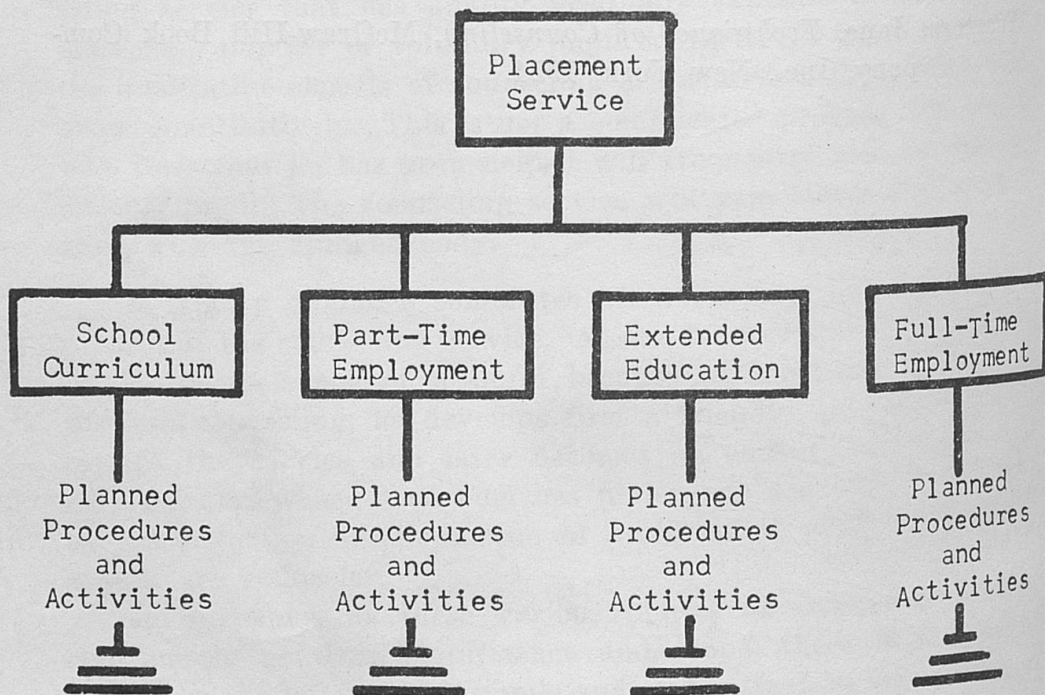 Placement
Service
School
Curriculum
Part-Time
Employment
Extended
Education
Full-Time
Employment
Planned
Procedures
and
Activities
Planned
Procedures
and
Activities
Planned
Procedures
and
Activities
Planned
Procedures
and
Activities